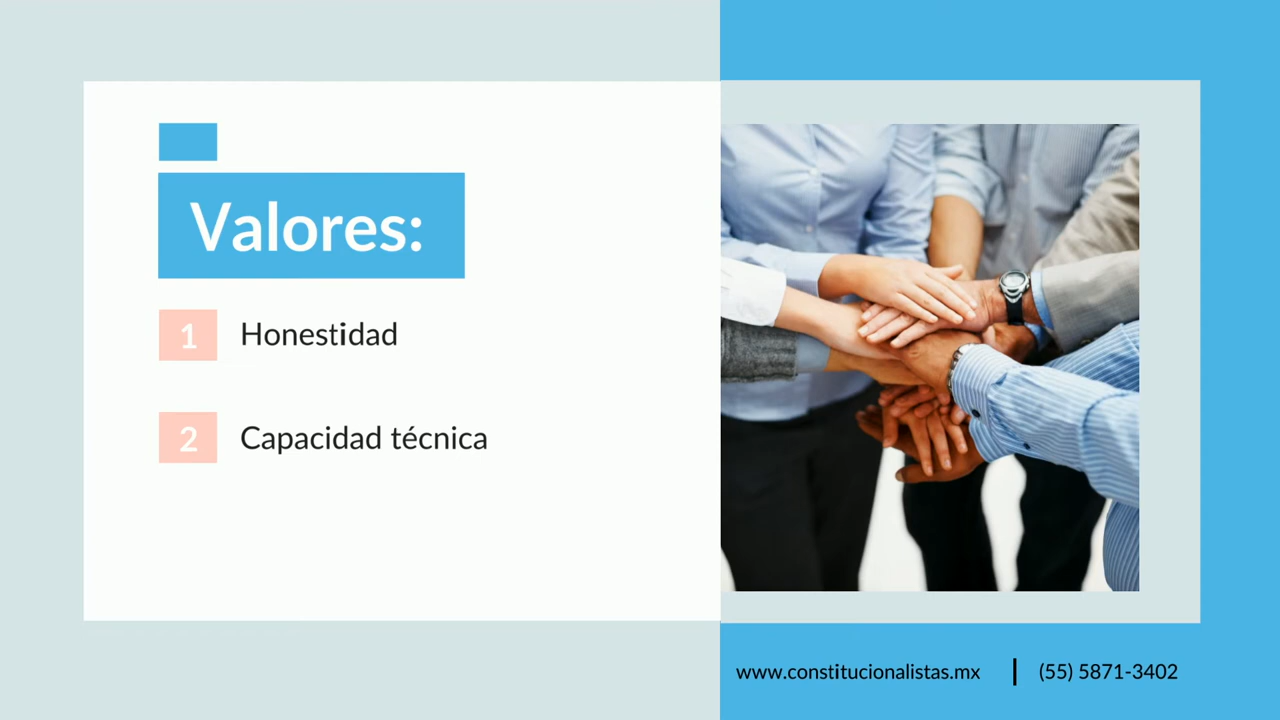 Valores:
1 Honestidad
2 Capacidad técnica
www.constitucionalistas.mx | (55) 5871-3402